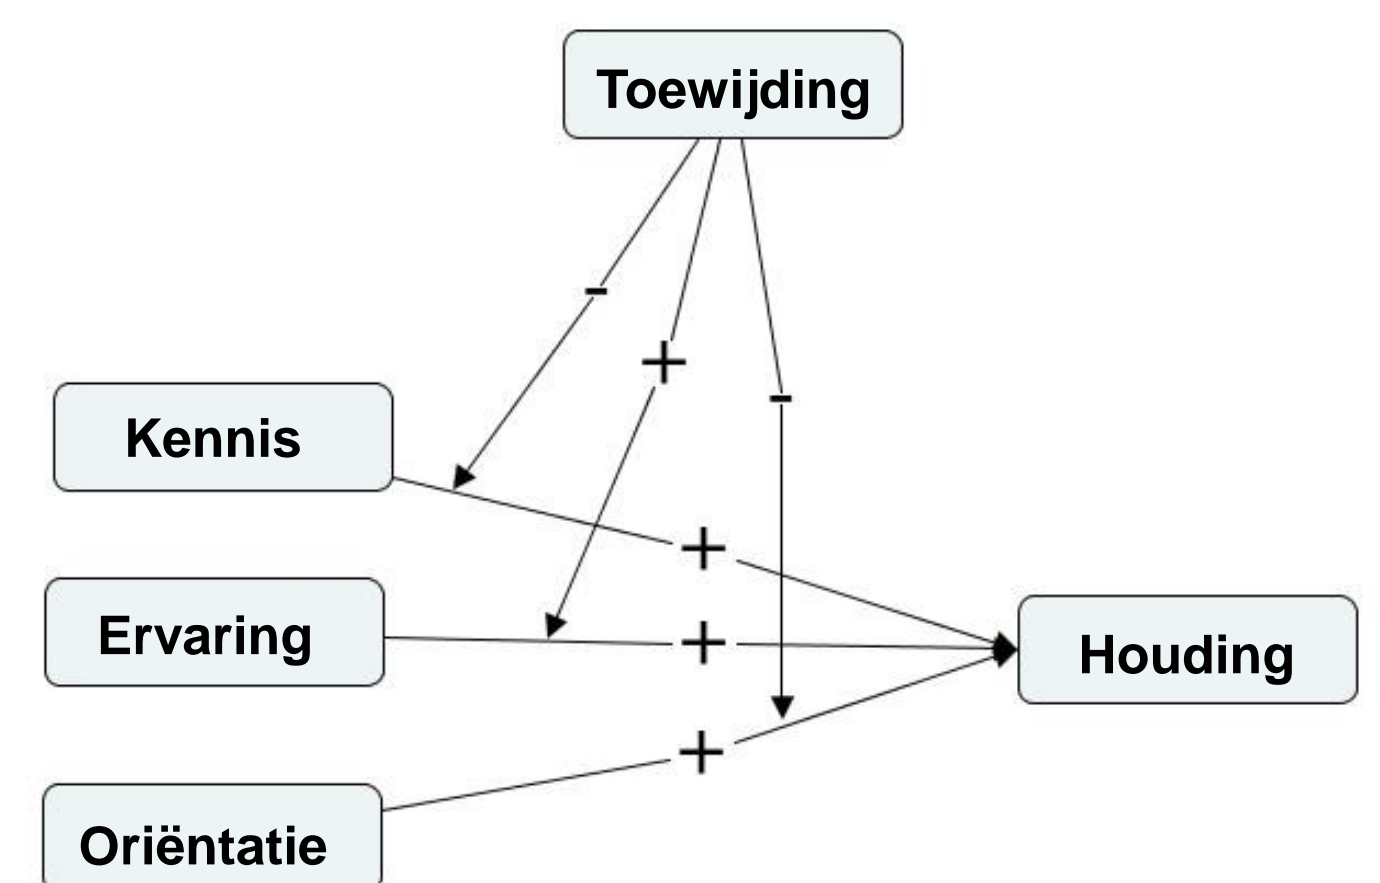 Toewijding
-
+
-
Kennis
+
Ervaring
+
Houding
+
Oriëntatie